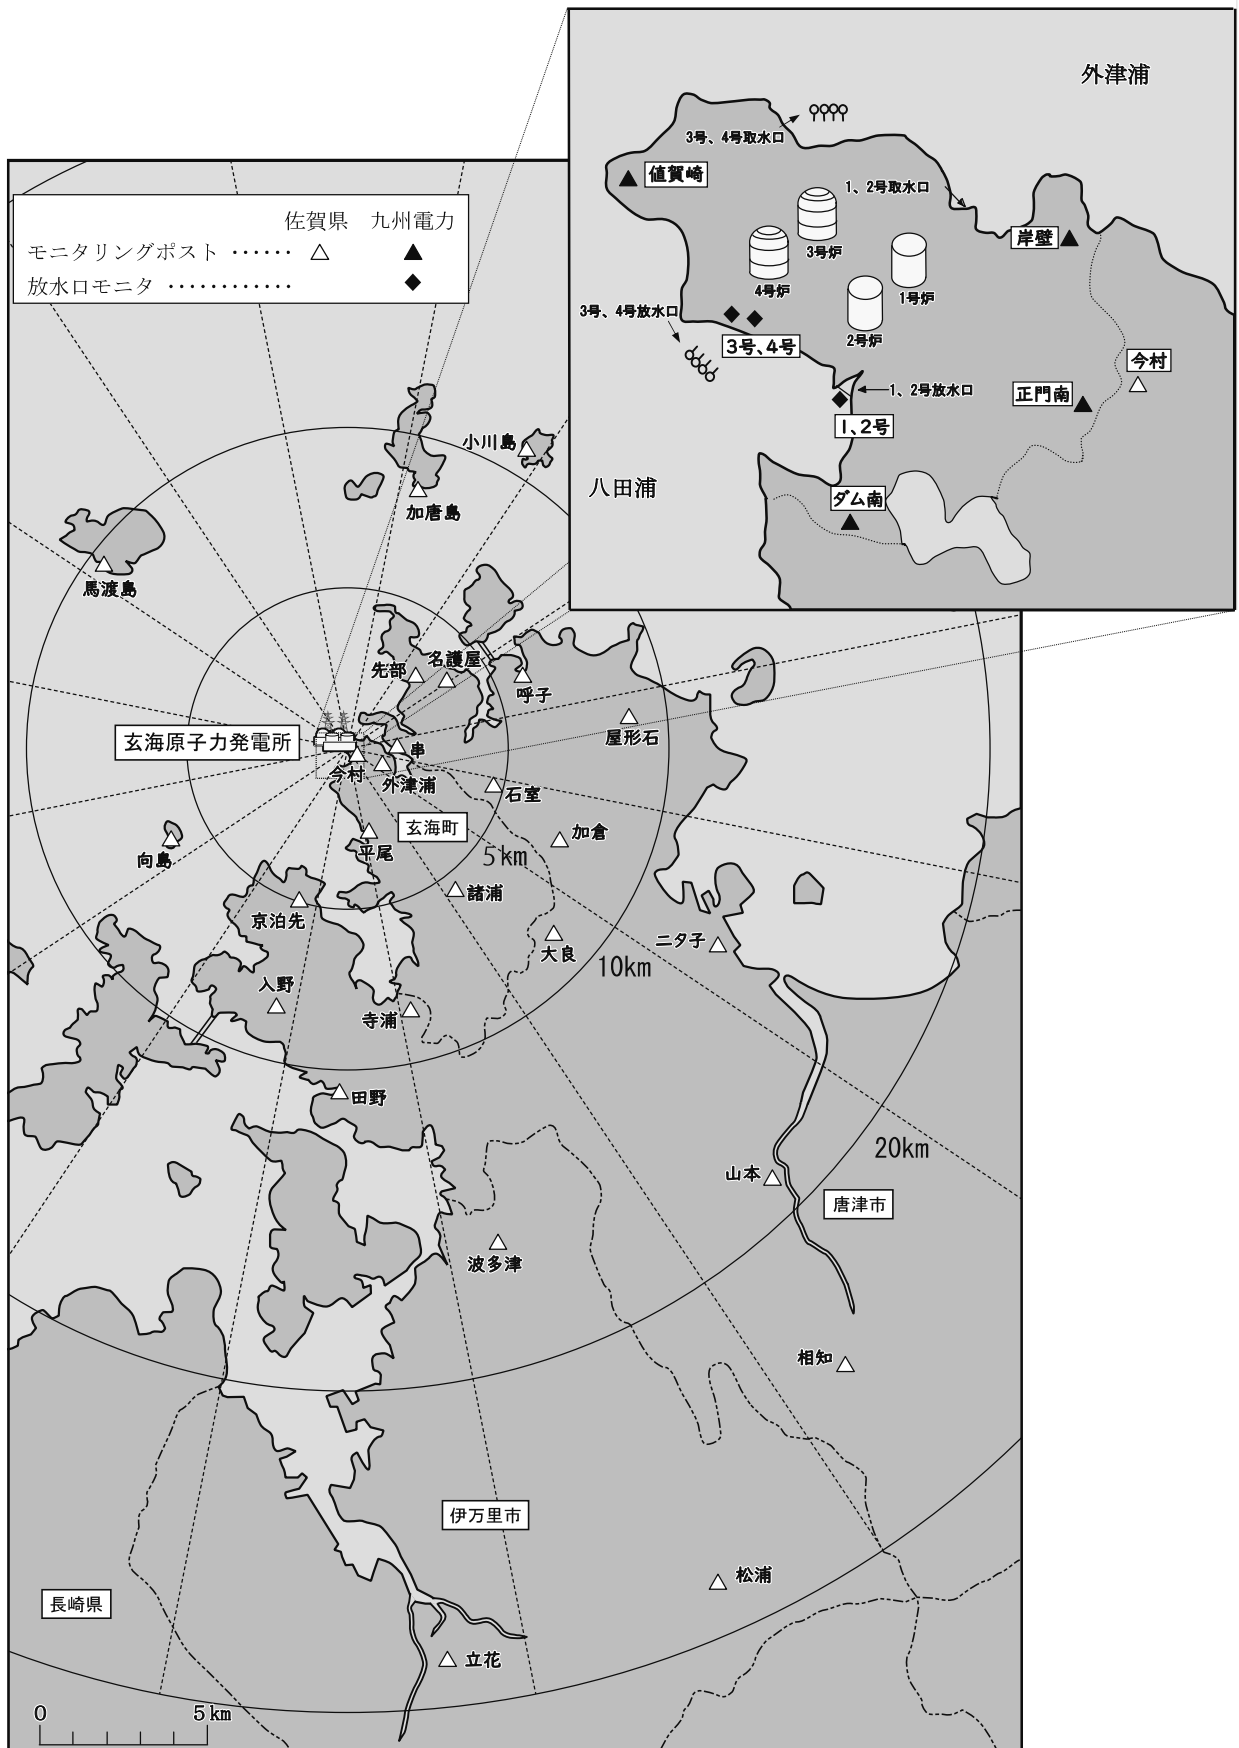 外津浦
3号、4号取水口
値賀崎
1、2号取水口
岸壁
3号炉
4号炉
1号炉
2号炉
3号、4号放水口
3号、4号
今村
1、2号放水口
正門南
1、2号
八田浦
ダム南
佐賀県 九州電力
モニタリングポスト ・・・・・・ △ ▲
放水口モニタ ・・・・・・・・・・・・ ◆
小川島
加唐島
馬渡島
先部
名護屋
呼子
屋形石
玄海原子力発電所
串
今村
外津浦
石室
玄海町
加倉
平尾
5km
向島
諸浦
京泊先
大良
二タ子
10km
入野
寺浦
田野
20km
山本
唐津市
波多津
相知
伊万里市
松浦
長崎県
立花
0 5km